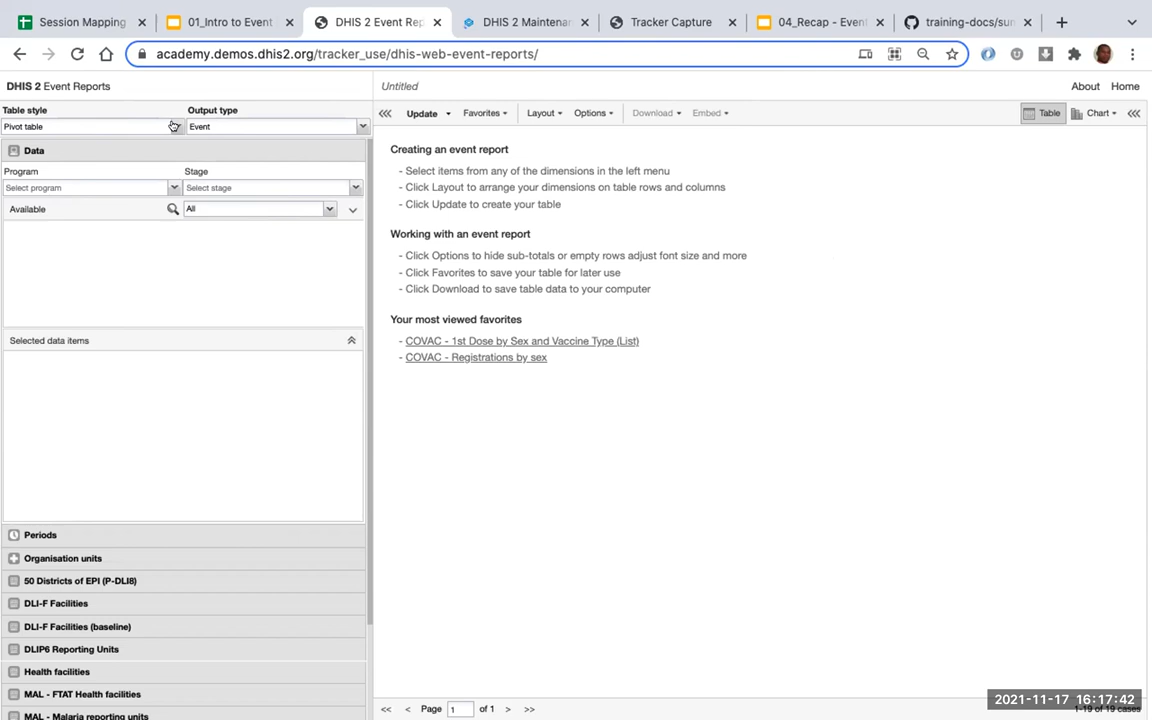 Session Mapping
01_Intro to Event
DHIS 2 Event Rep
DHIS 2 Maintenan
Tracker Capture
04_Recap - Even
training-docs/sur
academy.demos.dhis2.org/tracker_use/dhis-web-event-reports/
DHIS 2 Event Reports
Untitled
About
Home
Table style
Output type
Pivot table
Event
Update
Favorites
Layout
Options
Download
Embed
Table
Chart
Data
Program
Stage
Select program
Select stage
Available
All
Selected data items
Periods
Organisation units
50 Districts of EPI (P-DLI8)
DLI-F Facilities
DLI-F Facilities (baseline)
DLIP6 Reporting Units
Health facilities
MAL - FTAT Health facilities
MAL - Malaria reporting units
Creating an event report
- Select items from any of the dimensions in the left menu
- Click Layout to arrange your dimensions on table rows and columns
- Click Update to create your table
Working with an event report
- Click Options to hide sub-totals or empty rows adjust font size and more
- Click Favorites to save your table for later use
- Click Download to save table data to your computer
Your most viewed favorites
- COVAC - 1st Dose by Sex and Vaccine Type (List)
- COVAC - Registrations by sex
Page 1 of 1
2021-11-17 16:17:42
1-19 of 19 cases